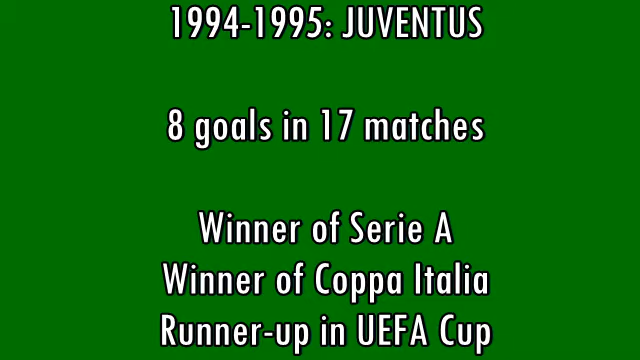 1994-1995: JUVENTUS
8 goals in 17 matches
Winner of Serie A
Winner of Coppa Italia
Runner-up in UEFA Cup